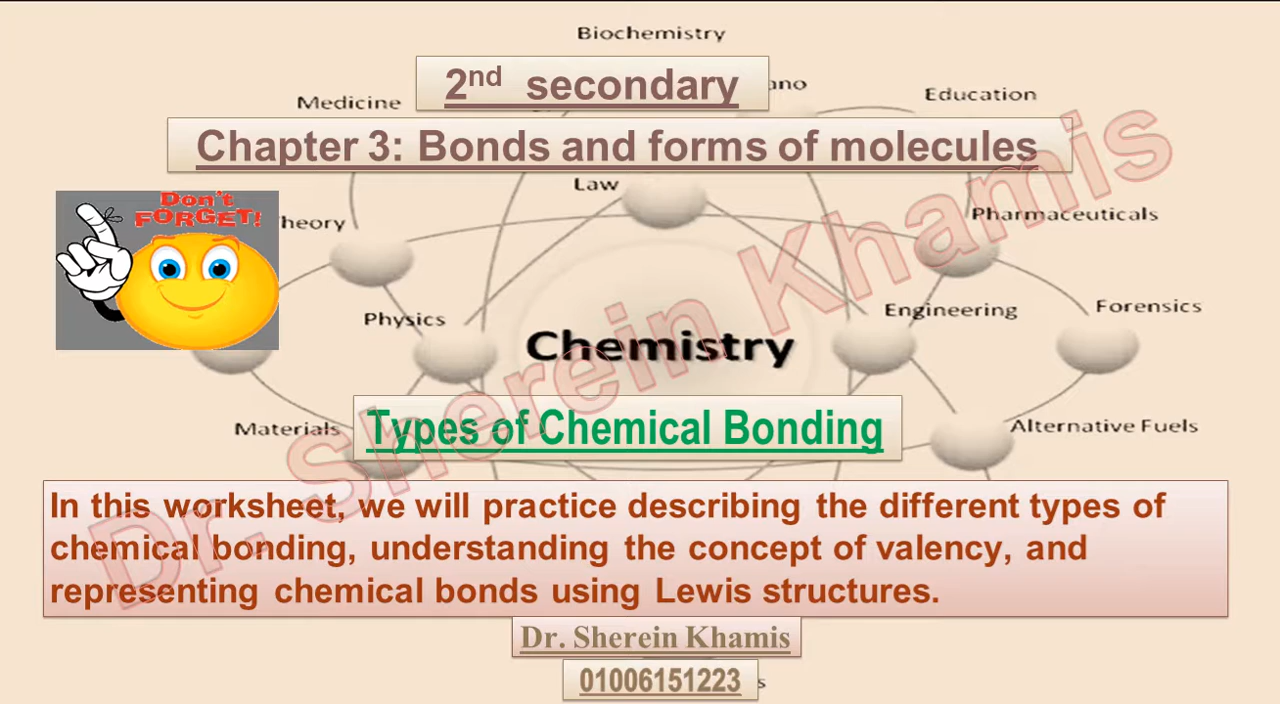 Biochemistry
2nd secondary
ano
Medicine
Education
Chapter 3: Bonds and forms of molecules
Law
Don't
FORGET!
heory
Pharmaceuticals
Physics
Engineering
Forensics
Chemistry
Materials
Types of Chemical Bonding
Alternative Fuels
In this worksheet, we will practice describing the different types of
chemical bonding, understanding the concept of valency, and
representing chemical bonds using Lewis structures.
Dr. Sherein Khamis
01006151223
s
Dr. Sherein Khamis